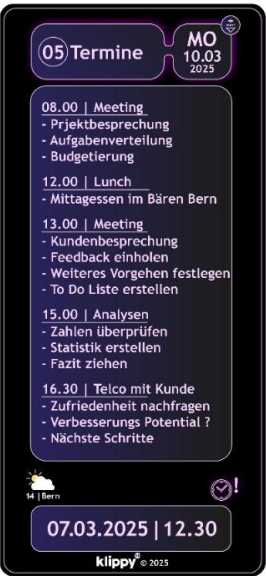 05 Termine
MO
10.03
2025
08.00 | Meeting
- Prjektbesprechung
- Aufgabenverteilung
- Budgetierung
12.00 | Lunch
- Mittagessen im Bären Bern
13.00 | Meeting
- Kundenbesprechung
- Feedback einholen
- Weiteres Vorgehen festlegen
- To Do Liste erstellen
15.00 | Analysen
- Zahlen überprüfen
- Statistik erstellen
- Fazit ziehen
16.30 | Telco mit Kunde
- Zufriedenheit nachfragen
- Verbesserungs Potential ?
- Nächste Schritte
14 | Bern
!
07.03.2025 | 12.30
klippy © 2025